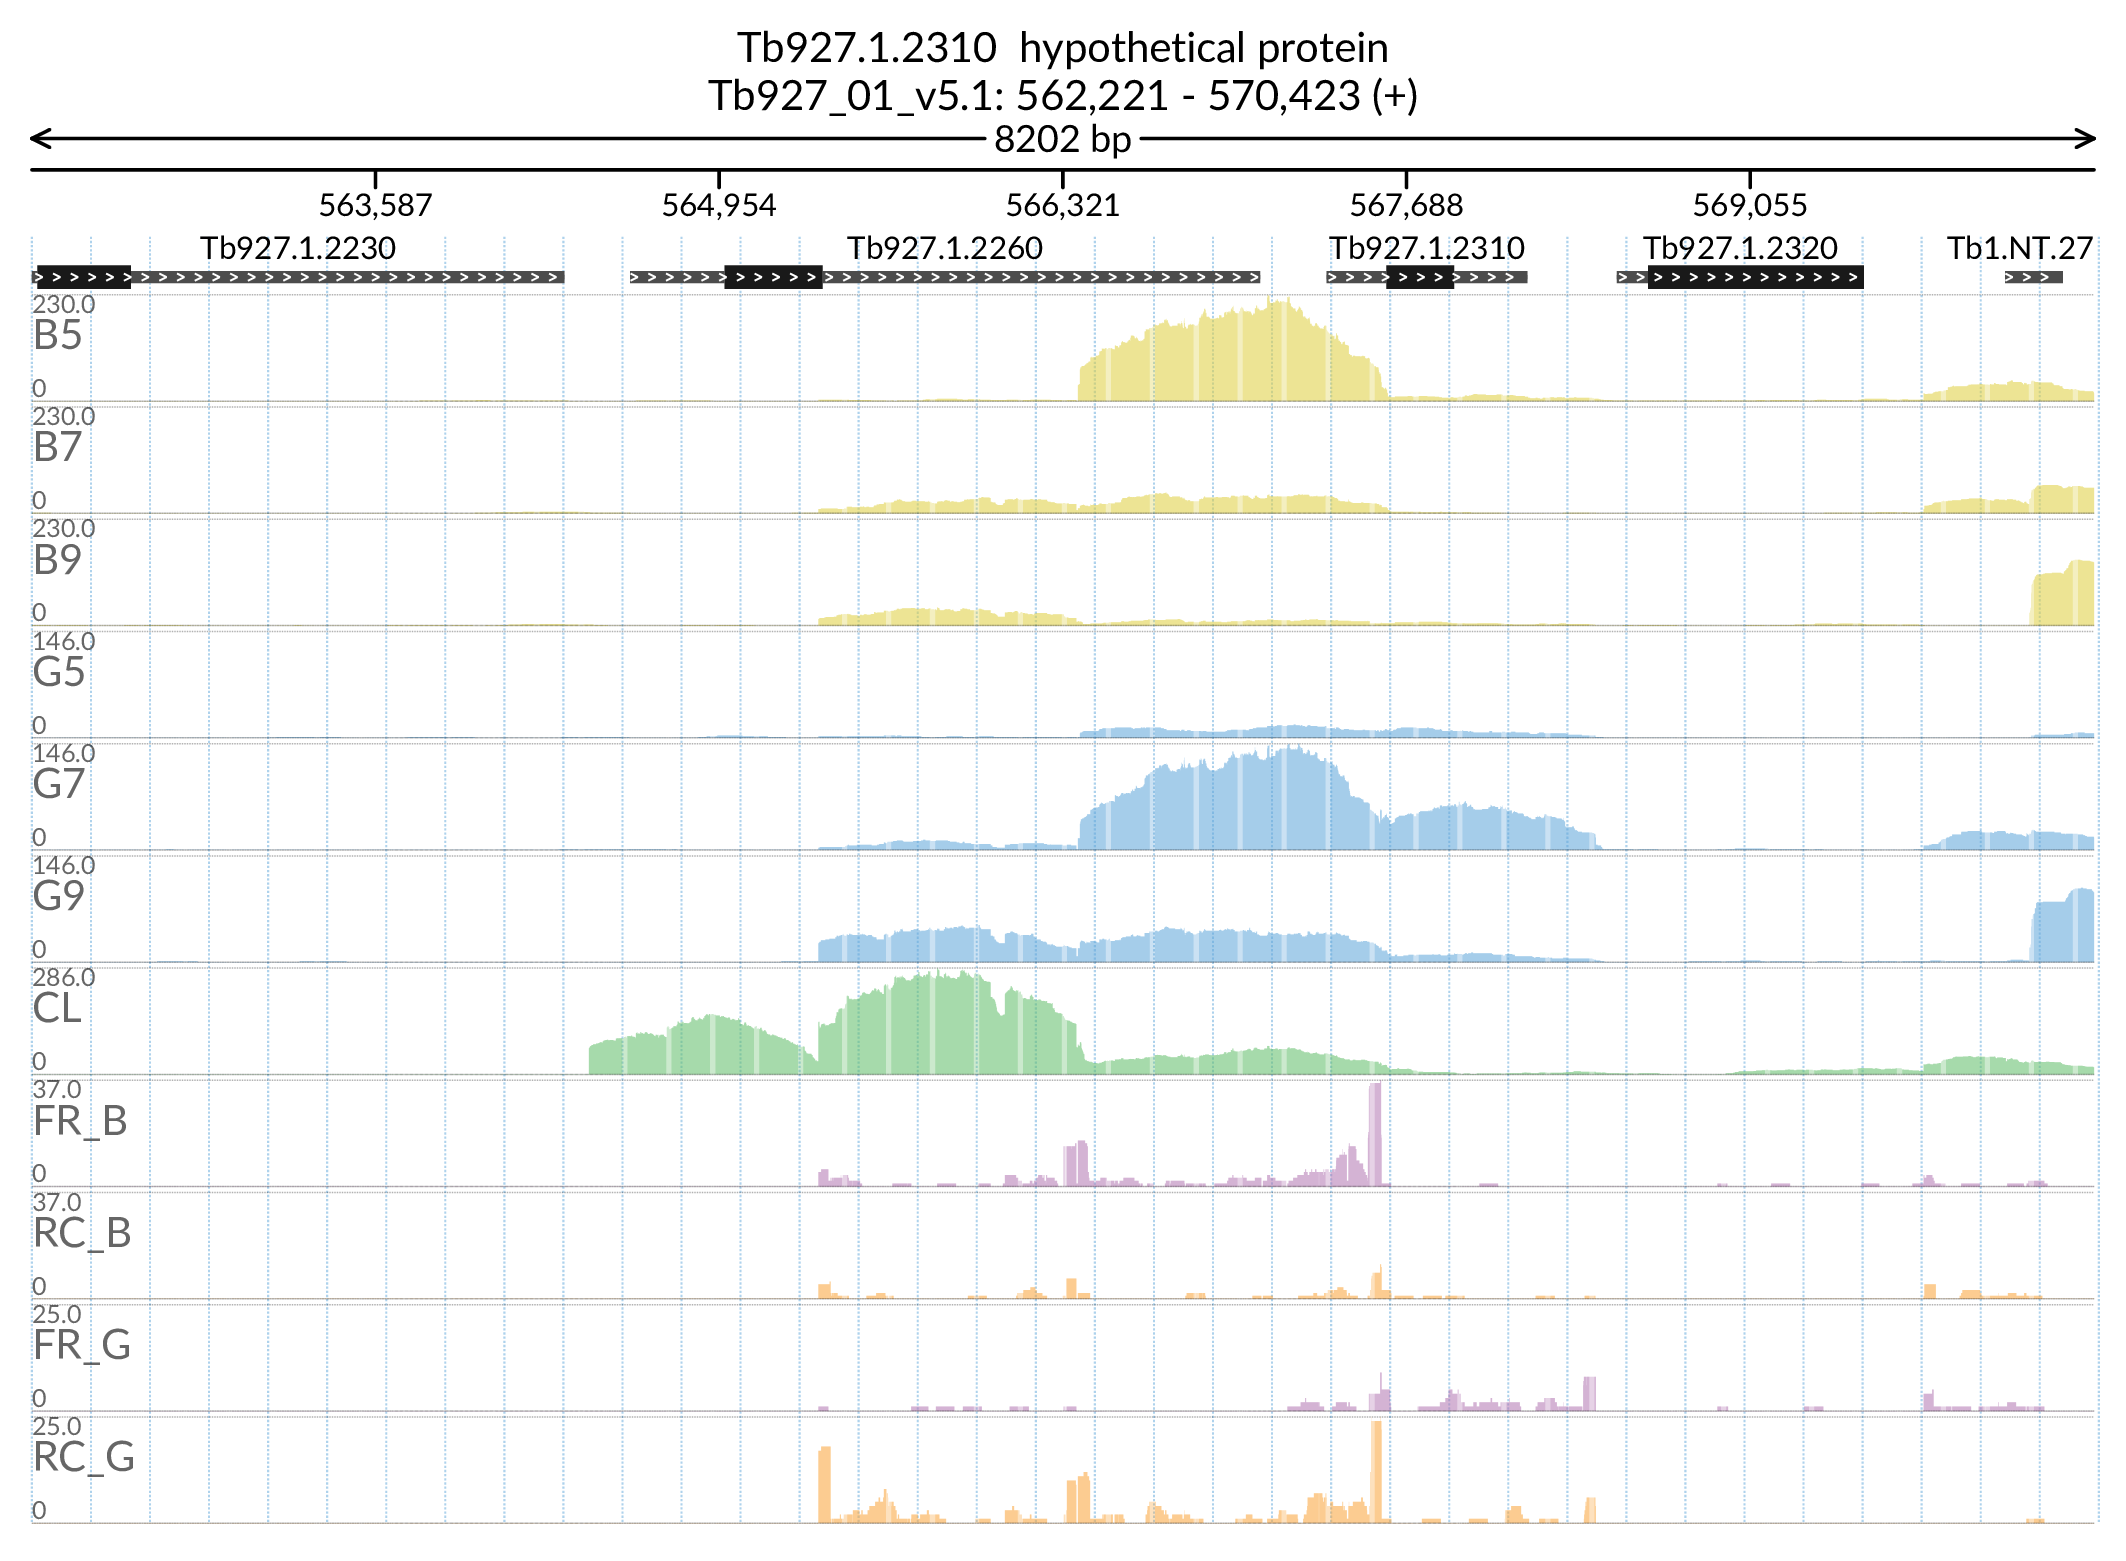 Tb927.1.2310 hypothetical protein
Tb927_01_v5.1: 562,221 - 570,423 (+)
8202 bp
563,587 564,954 566,321 567,688 569,055
Tb927.1.2230 Tb927.1.2260 Tb927.1.2310 Tb927.1.2320 Tb1.NT.27
230.0
B5
0
230.0
B7
0
230.0
B9
0
146.0
G5
0
146.0
G7
0
146.0
G9
0
286.0
CL
0
37.0
FR_B
0
37.0
RC_B
0
25.0
FR_G
0
25.0
RC_G
0